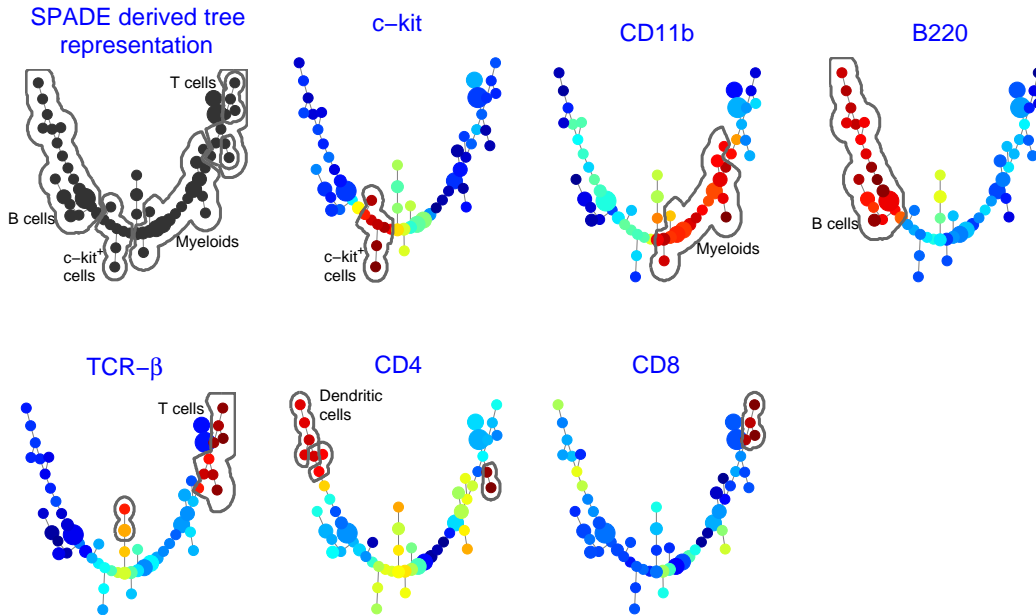 SPADE derived tree
representation
c−kit
CD11b
B220
T cells
B cells
c−kit+
cells
Myeloids
c−kit+
cells
Myeloids
B cells
TCR−β
CD4
CD8
T cells
Dendritic
cells